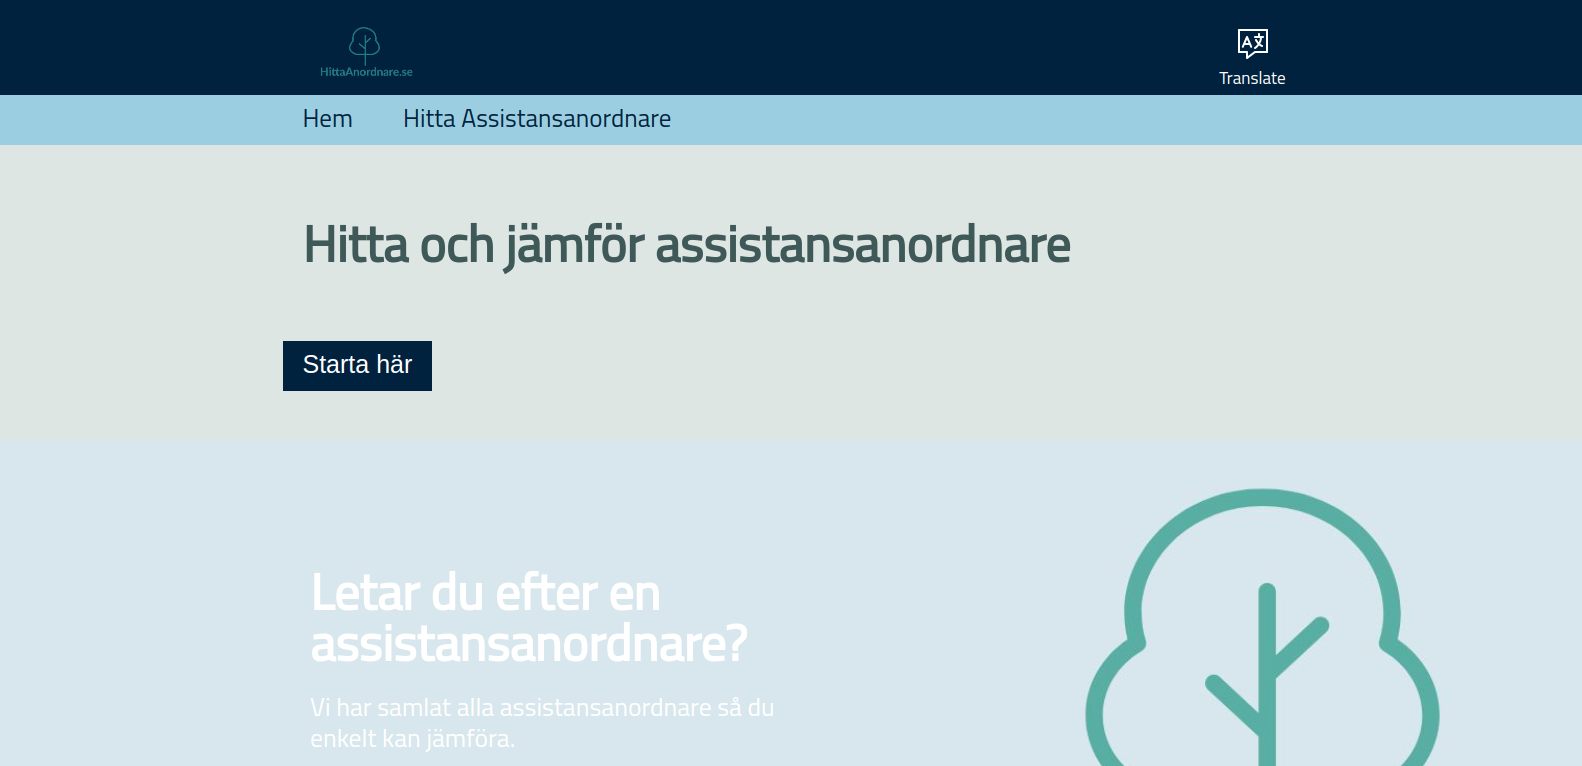 HittaAnordnare.se
Translate
Hem
Hitta Assistansanordnare
Hitta och jämför assistansanordnare
Starta här
Letar du efter en
assistansanordnare?
Vi har samlat alla assistansanordnare så du
enkelt kan jämföra.